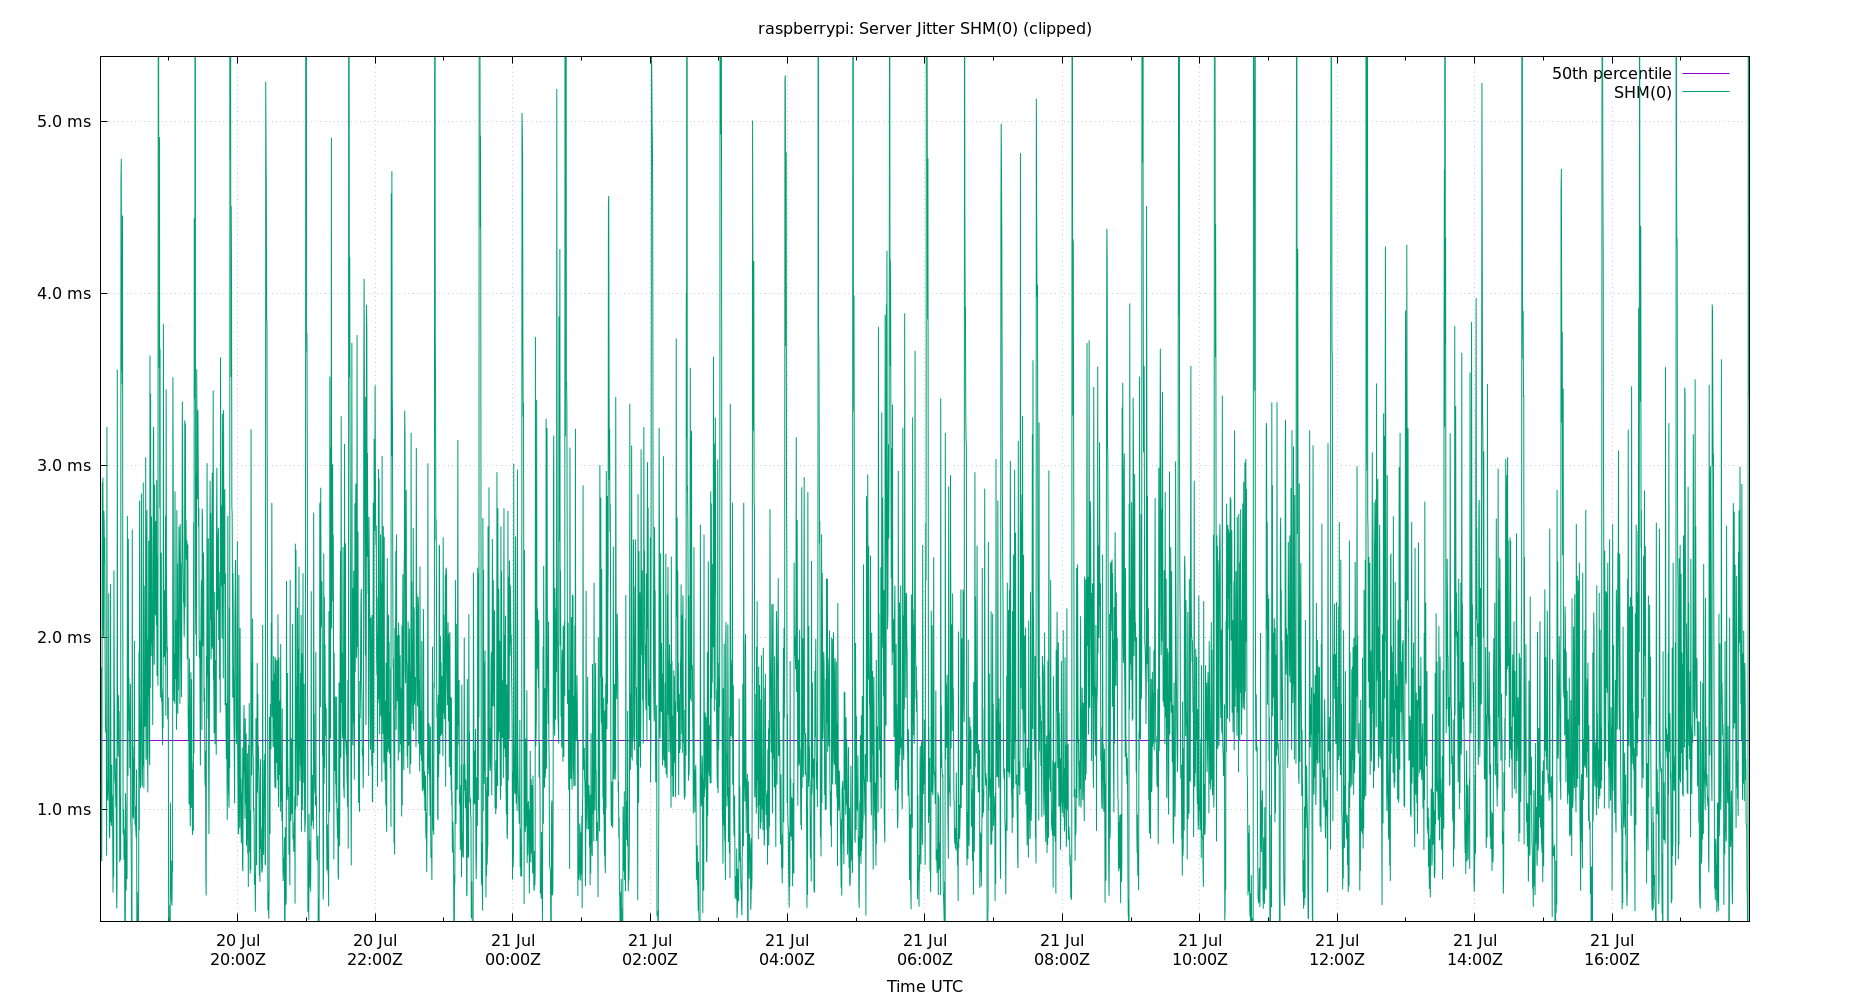 raspberrypi: Server Jitter SHM(0) (clipped)
50th percentile
SHM(0)
5.0 ms
4.0 ms
3.0 ms
2.0 ms
1.0 ms
20 Jul 20 Jul 21 Jul 21 Jul 21 Jul 21 Jul 21 Jul 21 Jul 21 Jul 21 Jul 21 Jul
20:00Z 22:00Z 00:00Z 02:00Z 04:00Z 06:00Z 08:00Z 10:00Z 12:00Z 14:00Z 16:00Z
Time UTC